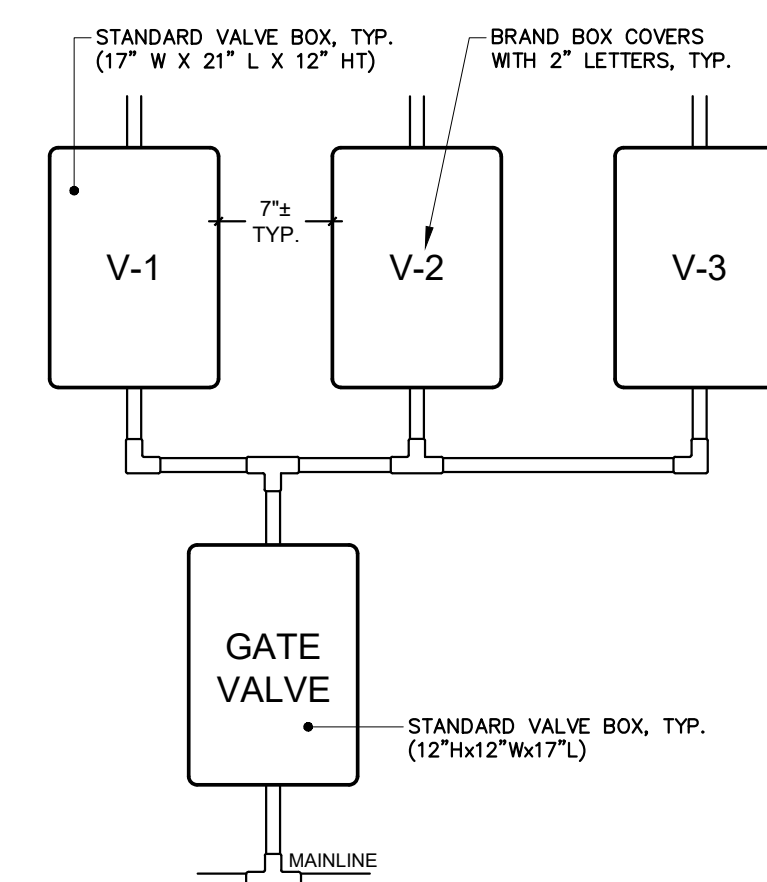 STANDARD VALVE BOX, TYP.
(17” W X 21” L X 12” HT)
BRAND BOX COVERS
WITH 2” LETTERS, TYP.
7"±
TYP.
V-1
V-2
V-3
GATE
VALVE
STANDARD VALVE BOX, TYP.
(12”Hx12”Wx17”L)
MAINLINE